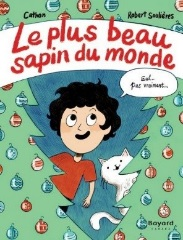 Cathon
Robert Soulières
Le plus beau
sapin du monde
Euh...
Pas vraiment...
Bayard